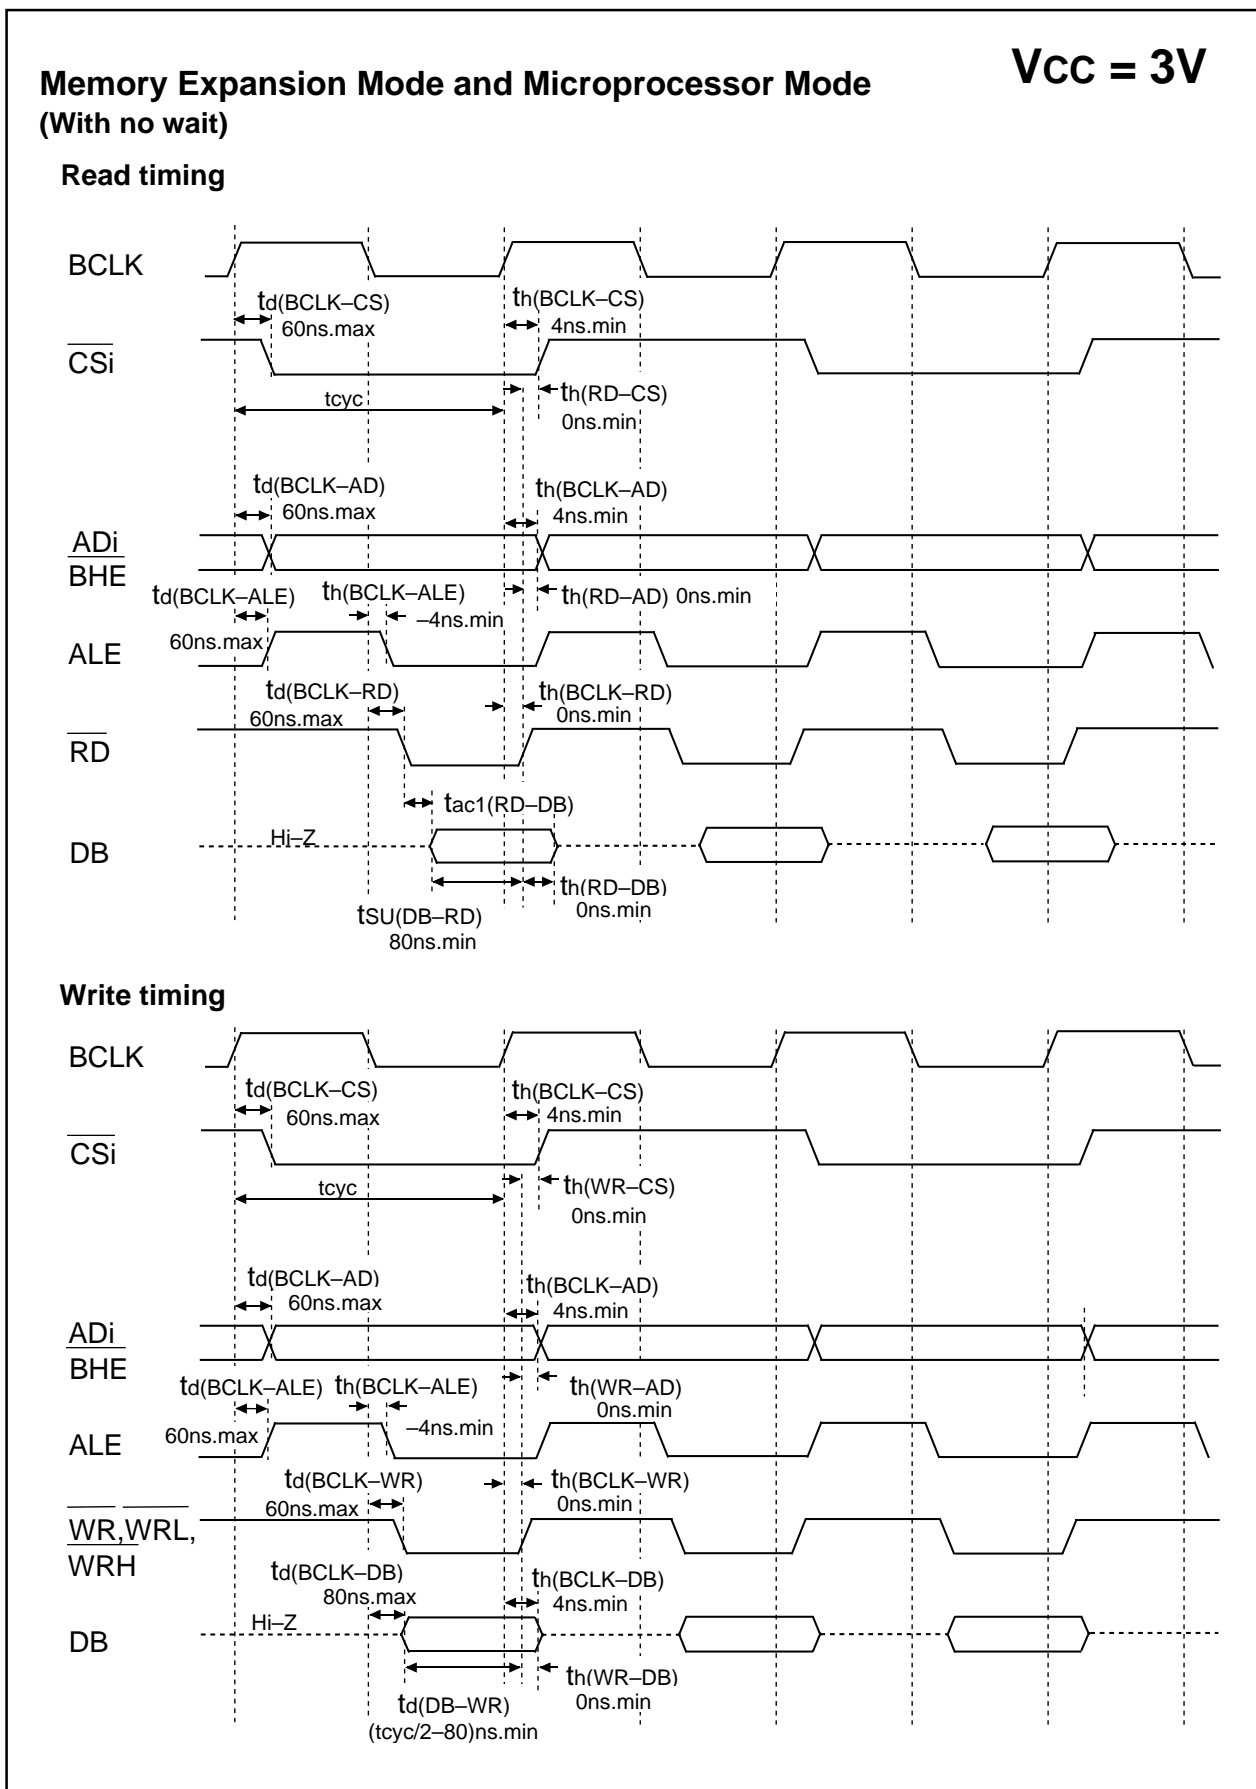 Memory Expansion Mode and Microprocessor Mode
VCC = 3V
(With no wait)
Read timing
BCLK
td(BCLK–CS)
60ns.max
th(BCLK–CS)
4ns.min
CSi
tcyc
th(RD–CS)
0ns.min
td(BCLK–AD)
60ns.max
th(BCLK–AD)
4ns.min
ADi
BHE
td(BCLK–ALE)
60ns.max
th(BCLK–ALE)
–4ns.min
th(RD–AD) 0ns.min
ALE
td(BCLK–RD)
60ns.max
th(BCLK–RD)
0ns.min
RD
tac1(RD–DB)
DB
Hi–Z
th(RD–DB)
0ns.min
tSU(DB–RD)
80ns.min
Write timing
BCLK
td(BCLK–CS)
60ns.max
th(BCLK–CS)
4ns.min
CSi
tcyc
th(WR–CS)
0ns.min
td(BCLK–AD)
60ns.max
th(BCLK–AD)
4ns.min
ADi
BHE
td(BCLK–ALE)
60ns.max
th(BCLK–ALE)
–4ns.min
th(WR–AD)
0ns.min
ALE
td(BCLK–WR)
60ns.max
th(BCLK–WR)
0ns.min
WR,WRL,
WRH
td(BCLK–DB)
80ns.max
th(BCLK–DB)
4ns.min
DB
Hi–Z
th(WR–DB)
0ns.min
td(DB–WR)
(tcyc/2–80)ns.min